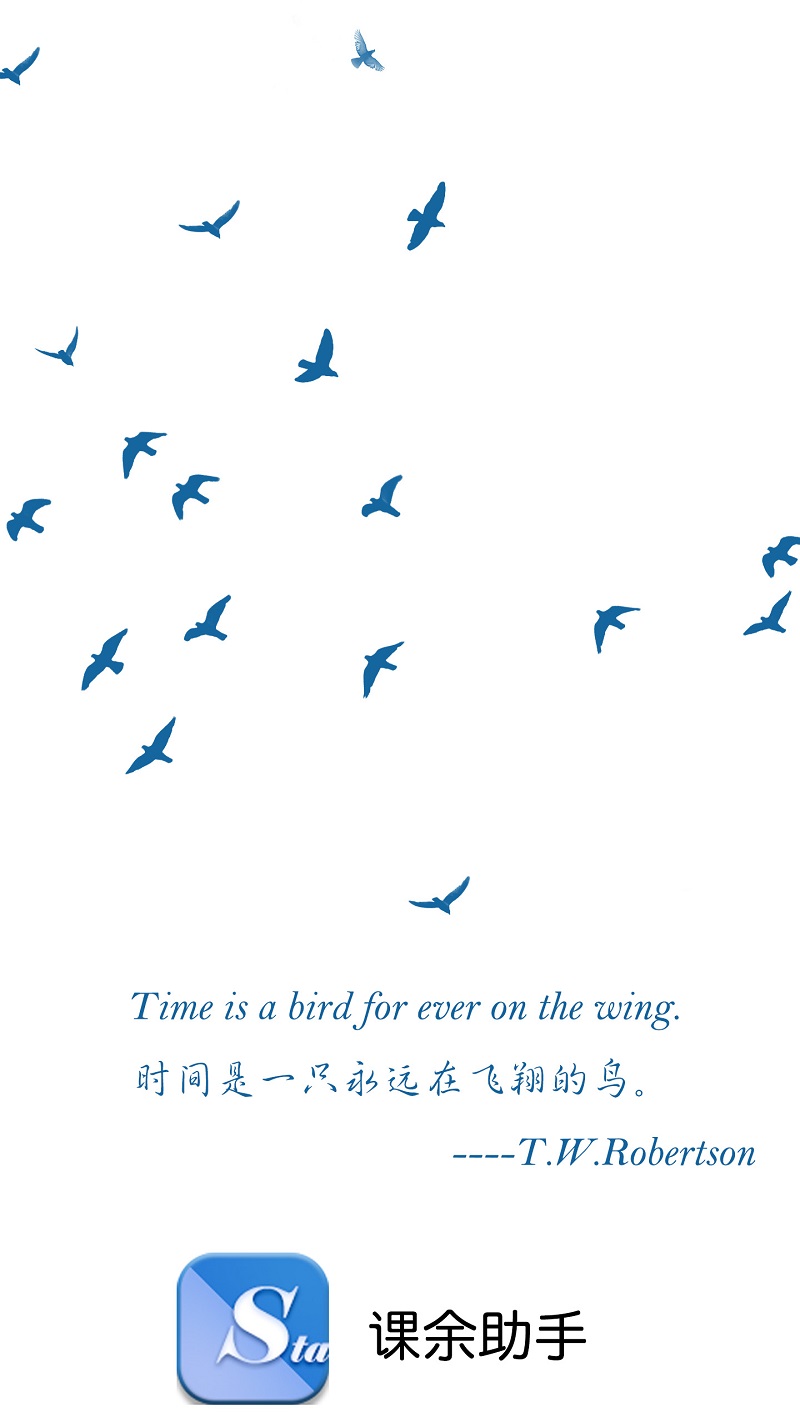 Time is a bird for ever on the wing.
时间是一只永远在飞翔的鸟。
----T.W.Robertson
Sta
课余助手